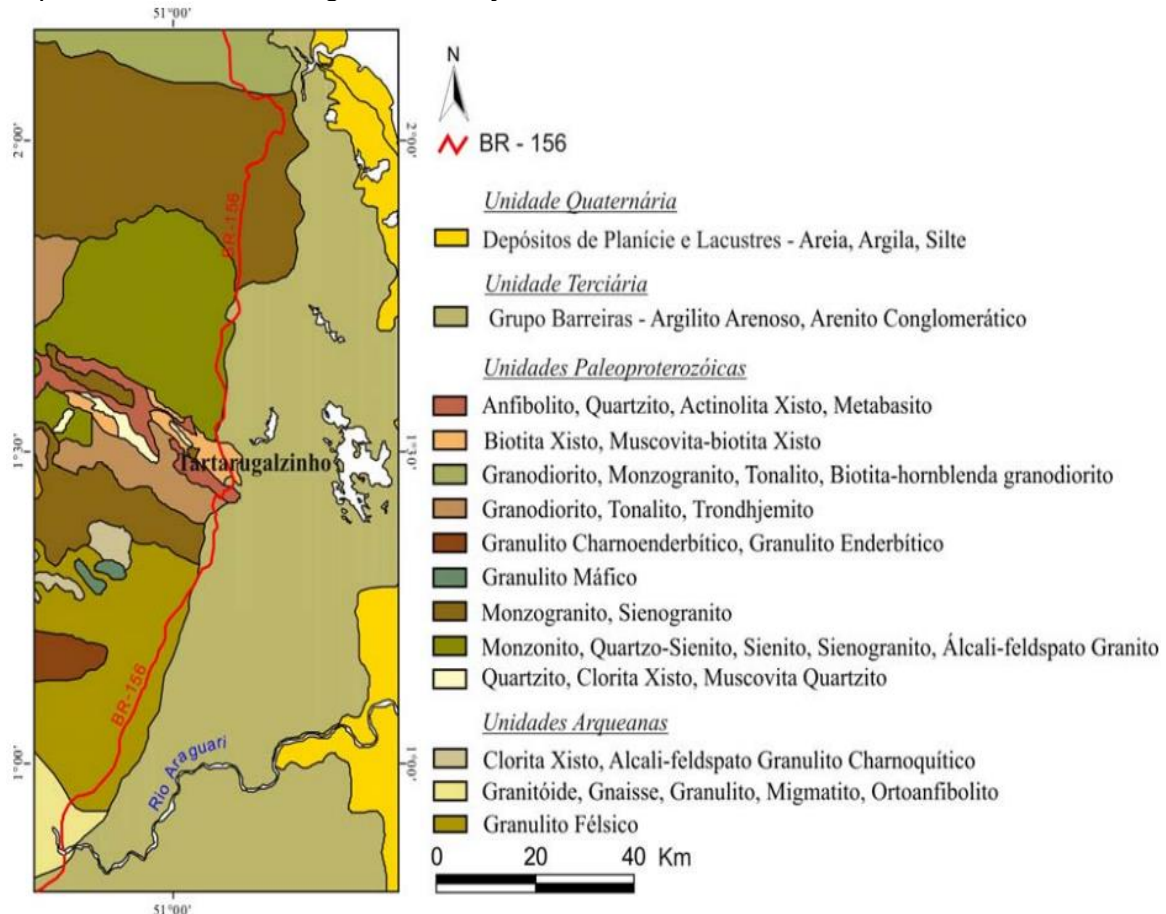 51°00'
N
BR - 156
2°00'
2°00'
BR-156
Unidade Quaternária
Depósitos de Planície e Lacustres - Areia, Argila, Silte
Unidade Terciária
Grupo Barreiras - Argilito Arenoso, Arenito Conglomerático
Unidades Paleoproterozóicas
Anfibolito, Quartzito, Actinolita Xisto, Metabasito
Biotita Xisto, Muscovita-biotita Xisto
1°30'
1°30'
Tartarugalzinho
Granodiorito, Monzogranito, Tonalito, Biotita-hornblenda granodiorito
Granodiorito, Tonalito, Trondhjemito
Granulito Charnoenderbítico, Granulito Enderbítico
Granulito Máfico
Monzogranito, Sienogranito
Monzonito, Quartzo-Sienito, Sienito, Sienogranito, Álcali-feldspato Granito
Quartzito, Clorita Xisto, Muscovita Quartzito
BR-156
Unidades Arqueanas
1°00'
1°00'
Rio Araguari
Clorita Xisto, Alcali-feldspato Granulito Charnoquítico
Granitóide, Gnaisse, Granulito, Migmatito, Ortoanfibolito
Granulito Félsico
0 20 40 Km
51°00'